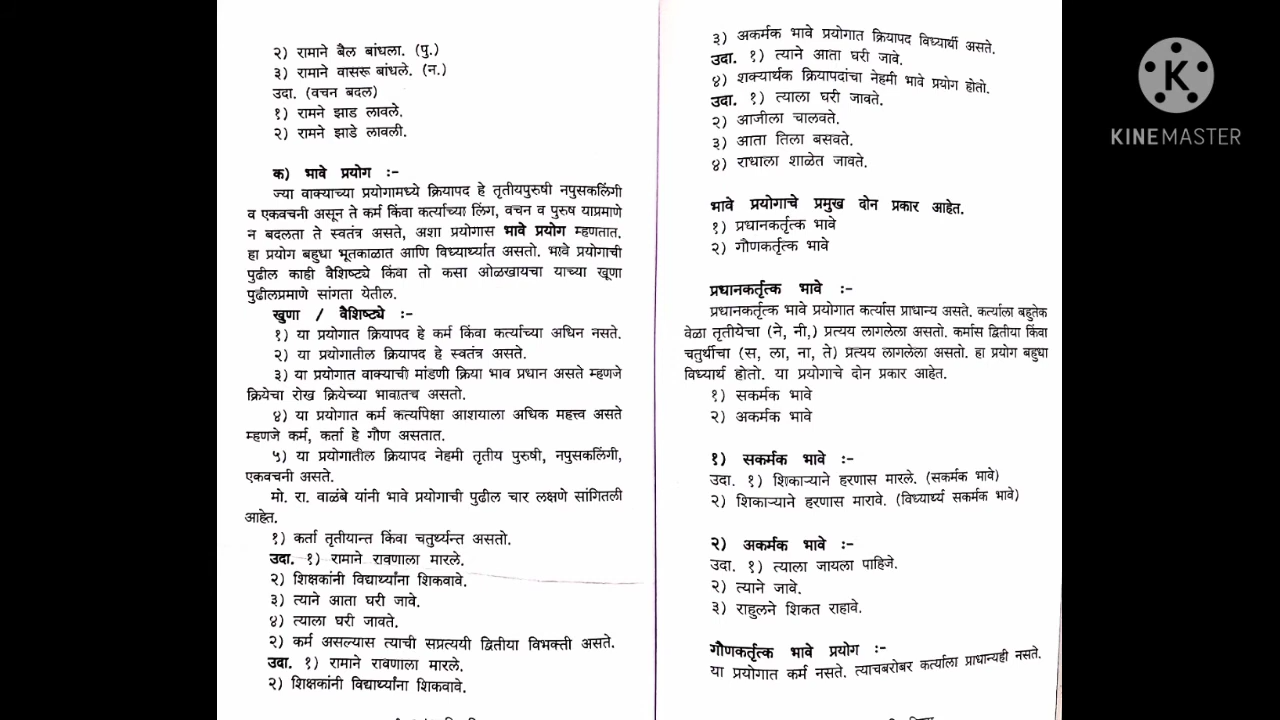 २) रामाने बैल बांधला. (पु.)
३) रामाने वासरू बांधले. (न.)
उदा. (वचन बदल)
१) रामने झाड लावले.
२) रामने झाडे लावली.
क) भावे प्रयोग :-
ज्या वाक्याच्या प्रयोगामध्ये क्रियापद हे तृतीयपुरुषी नपुसकलिंगी
व एकवचनी असून ते कर्म किंवा कर्त्याच्या लिंग, वचन व पुरुष याप्रमाणे
न बदलता ते स्वतंत्र असते, अशा प्रयोगास भावे प्रयोग म्हणतात.
हा प्रयोग बहुधा भूतकाळात आणि विध्यार्थ्यात असतो. भावे प्रयोगाची
पुढील काही वैशिष्ट्ये किंवा तो कसा ओळखायचा याच्या खूणा
पुढीलप्रमाणे सांगता येतील.
खुणा / वैशिष्ट्ये :-
१) या प्रयोगात क्रियापद हे कर्म किंवा कर्त्याच्या अधिन नसते.
२) या प्रयोगातील क्रियापद हे स्वतंत्र असते.
३) या प्रयोगात वाक्याची मांडणी क्रिया भाव प्रधान असते म्हणजे
क्रियेचा रोख क्रियेच्या भावातच असतो.
४) या प्रयोगात कर्म कर्त्यापेक्षा आशयाला अधिक महत्त्व असते
म्हणजे कर्म, कर्ता हे गौण असतात.
५) या प्रयोगातील क्रियापद नेहमी तृतीय पुरुषी, नपुसकलिंगी,
एकवचनी असते.
मो. रा. वाळंबे यांनी भावे प्रयोगाची पुढील चार लक्षणे सांगितली
आहेत.
१) कर्ता तृतीयान्त किंवा चतुर्थ्यन्त असतो.
उदा. १) रामाने रावणाला मारले.
२) शिक्षकांनी विद्यार्थ्यांना शिकवावे.
३) त्याने आता घरी जावे.
४) त्याला घरी जावते.
२) कर्म असल्यास त्याची सप्रत्ययी द्वितीया विभक्ती असते.
उदा. १) रामाने रावणाला मारले.
२) शिक्षकांनी विद्यार्थ्यांना शिकवावे.
३) अकर्मक भावे प्रयोगात क्रियापद विध्यार्थी असते.
उदा. १) त्याने आता घरी जावे.
४) शक्यार्थक क्रियापदांचा नेहमी भावे प्रयोग होतो.
उदा. १) त्याला घरी जावते.
२) आजीला चालवते.
३) आता तिला बसवते.
४) राधाला शाळेत जावते.
भावे प्रयोगाचे प्रमुख दोन प्रकार आहेत.
१) प्रधानकर्तृत्क भावे
२) गौणकर्तृत्क भावे
प्रधानकर्तृत्क भावे :-
प्रधानकर्तृत्क भावे प्रयोगात कर्त्यास प्राधान्य असते. कर्त्याला बहुतेक
वेळा तृतीयेचा (ने, नी,) प्रत्यय लागलेला असतो. कर्मास द्वितीया किंवा
चतुर्थीचा (स, ला, ना, ते) प्रत्यय लागलेला असतो. हा प्रयोग बहुधा
विध्यार्थ होतो. या प्रयोगाचे दोन प्रकार आहेत.
१) सकर्मक भावे
२) अकर्मक भावे
१) सकर्मक भावे :-
उदा. १) शिकाऱ्याने हरणास मारले. (सकर्मक भावे)
२) शिकाऱ्याने हरणास मारावे. (विध्यार्थ्य सकर्मक भावे)
२) अकर्मक भावे :-
उदा. १) त्याला जायला पाहिजे.
२) त्याने जावे.
३) राहुलने शिकत राहावे.
गौणकर्तृत्क भावे प्रयोग :-
या प्रयोगात कर्म नसते. त्याचबरोबर कर्त्याला प्राधान्यही नसते.
K
KINEMASTER